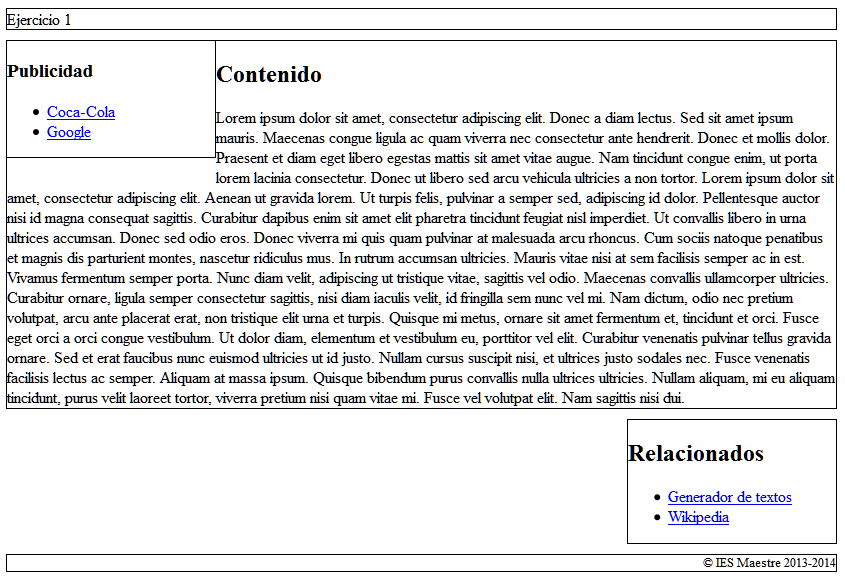 Ejercicio 1
Publicidad
Coca-Cola
Google
Contenido
Lorem ipsum dolor sit amet, consectetur adipiscing elit. Donec a diam lectus. Sed sit amet ipsum
mauris. Maecenas congue ligula ac quam viverra nec consectetur ante hendrerit. Donec et mollis dolor.
Praesent et diam eget libero egestas mattis sit amet vitae augue. Nam tincidunt congue enim, ut porta
lorem lacinia consectetur. Donec ut libero sed arcu vehicula ultricies a non tortor. Lorem ipsum dolor sit
amet, consectetur adipiscing elit. Aenean ut gravida lorem. Ut turpis felis, pulvinar a semper sed, adipiscing id dolor. Pellentesque auctor
nisi id magna consequat sagittis. Curabitur dapibus enim sit amet elit pharetra tincidunt feugiat nisl imperdiet. Ut convallis libero in urna
ultrices accumsan. Donec sed odio eros. Donec viverra mi quis quam pulvinar at malesuada arcu rhoncus. Cum sociis natoque penatibus
et magnis dis parturient montes, nascetur ridiculus mus. In rutrum accumsan ultricies. Mauris vitae nisi at sem facilisis semper ac in est.
Vivamus fermentum semper porta. Nunc diam velit, adipiscing ut tristique vitae, sagittis vel odio. Maecenas convallis ullamcorper ultricies.
Curabitur ornare, ligula semper consectetur sagittis, nisi diam iaculis velit, id fringilla sem nunc vel mi. Nam dictum, odio nec pretium
volutpat, arcu ante placerat erat, non tristique elit urna et turpis. Quisque mi metus, ornare sit amet fermentum et, tincidunt et orci. Fusce
eget orci a orci congue vestibulum. Ut dolor diam, elementum et vestibulum eu, porttitor vel elit. Curabitur venenatis pulvinar tellus gravida
ornare. Sed et erat faucibus nunc euismod ultricies ut id justo. Nullam cursus suscipit nisi, et ultrices justo sodales nec. Fusce venenatis
facilisis lectus ac semper. Aliquam at massa ipsum. Quisque bibendum purus convallis nulla ultrices ultricies. Nullam aliquam, mi eu aliquam
tincidunt, purus velit laoreet tortor, viverra pretium nisi quam vitae mi. Fusce vel volutpat elit. Nam sagittis nisi dui.
Relacionados
Generador de textos
Wikipedia
© IES Maestre 2013-2014